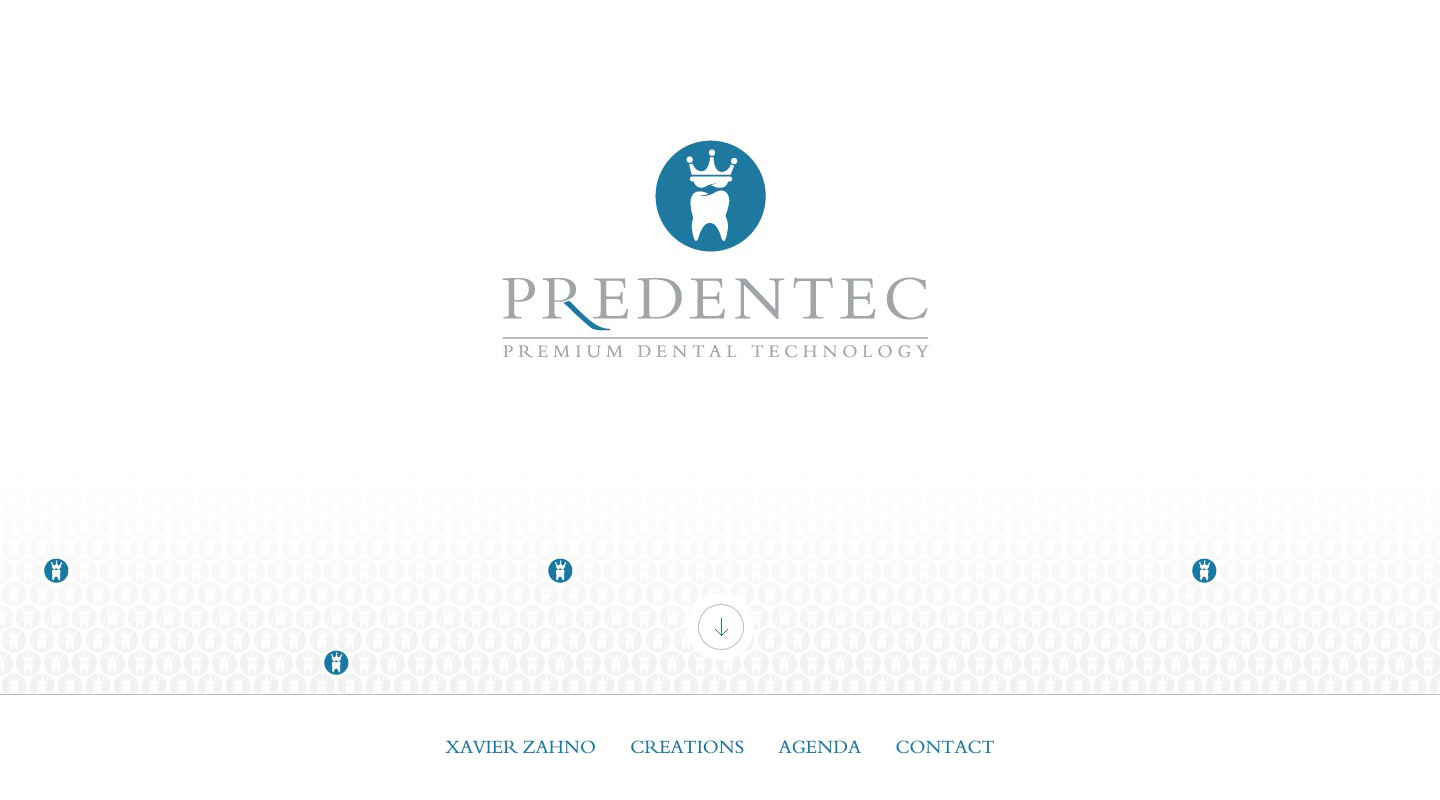 PREDENTEC
PREMIUM DENTAL TECHNOLOGY
XAVIER ZAHNO CREATIONS AGENDA CONTACT